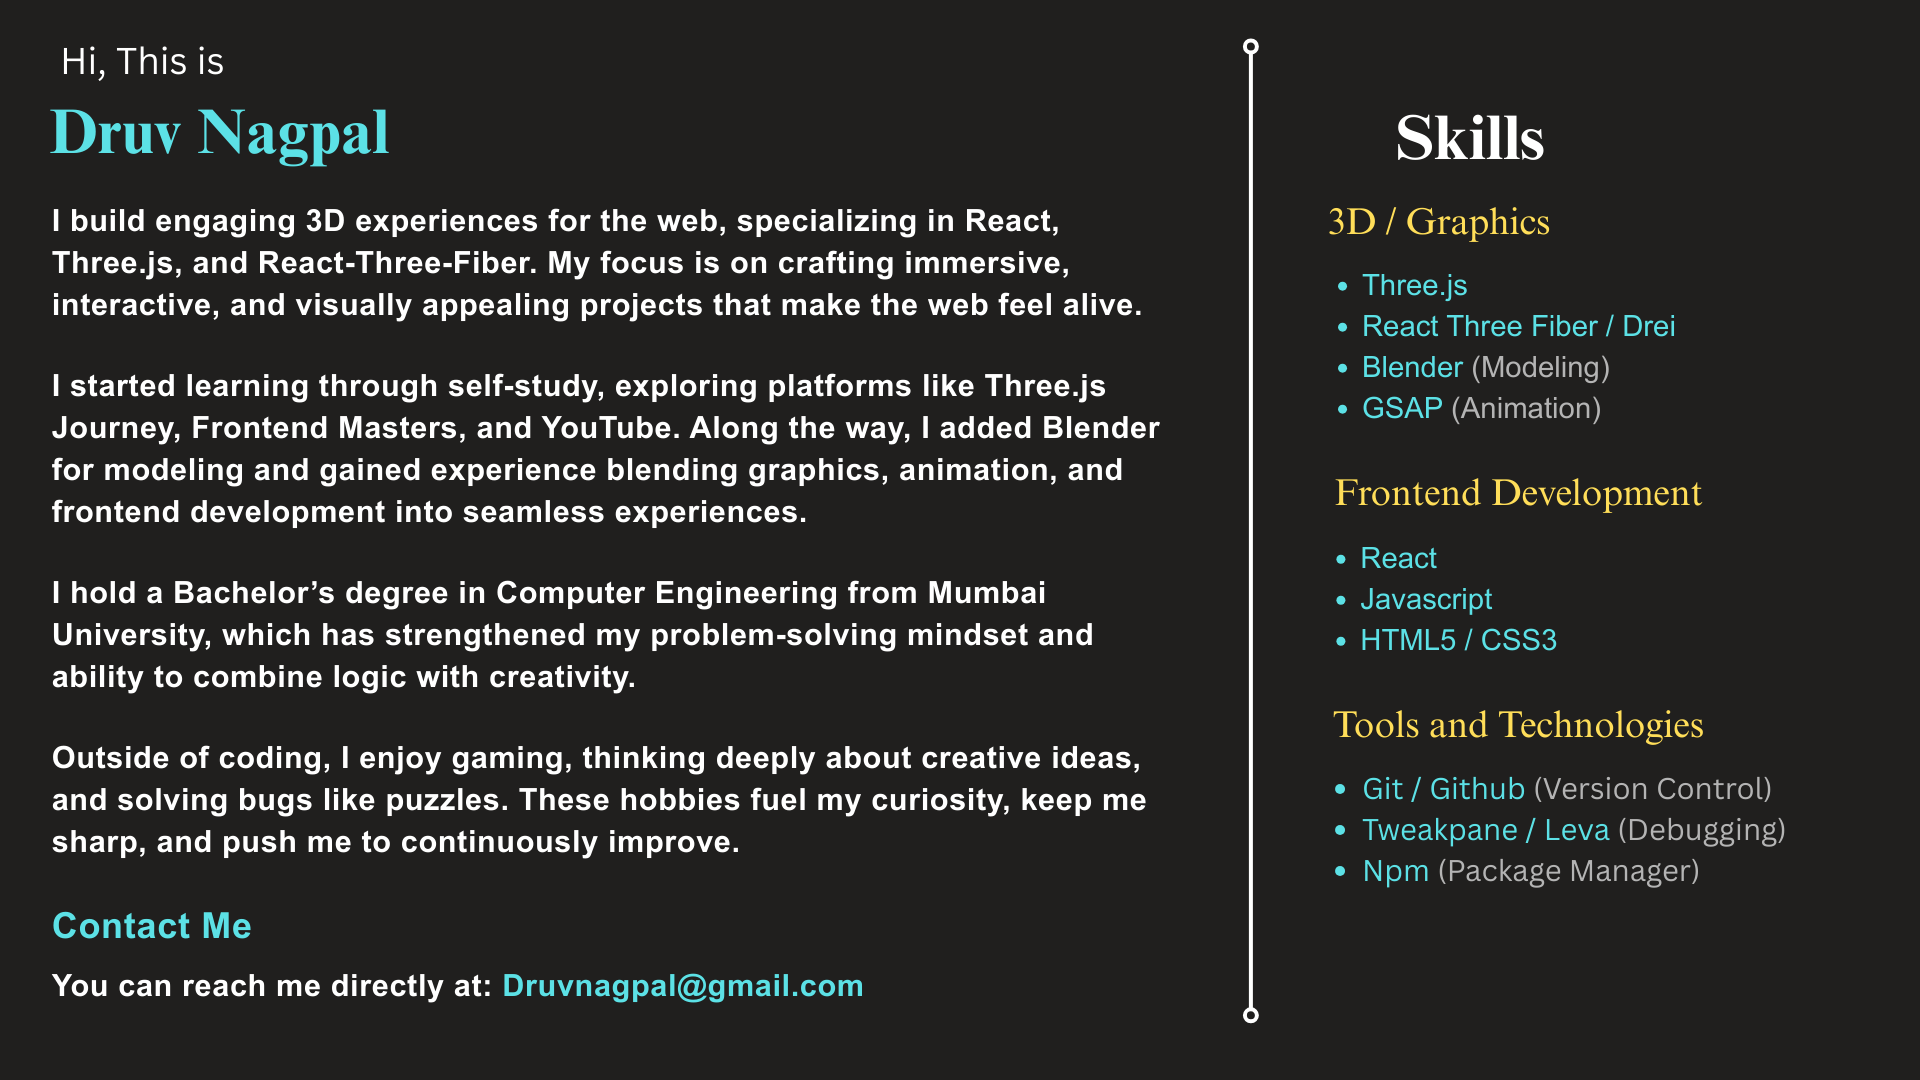 Hi, This is
Druv Nagpal
I build engaging 3D experiences for the web, specializing in React,
Three.js, and React-Three-Fiber. My focus is on crafting immersive,
interactive, and visually appealing projects that make the web feel alive.
I started learning through self-study, exploring platforms like Three.js
Journey, Frontend Masters, and YouTube. Along the way, I added Blender
for modeling and gained experience blending graphics, animation, and
frontend development into seamless experiences.
I hold a Bachelor’s degree in Computer Engineering from Mumbai
University, which has strengthened my problem-solving mindset and
ability to combine logic with creativity.
Outside of coding, I enjoy gaming, thinking deeply about creative ideas,
and solving bugs like puzzles. These hobbies fuel my curiosity, keep me
sharp, and push me to continuously improve.
Contact Me
You can reach me directly at: Druvnagpal@gmail.com
Skills
3D / Graphics
• Three.js
• React Three Fiber / Drei
• Blender (Modeling)
• GSAP (Animation)
Frontend Development
• React
• Javascript
• HTML5 / CSS3
Tools and Technologies
• Git / Github (Version Control)
• Tweakpane / Leva (Debugging)
• Npm (Package Manager)